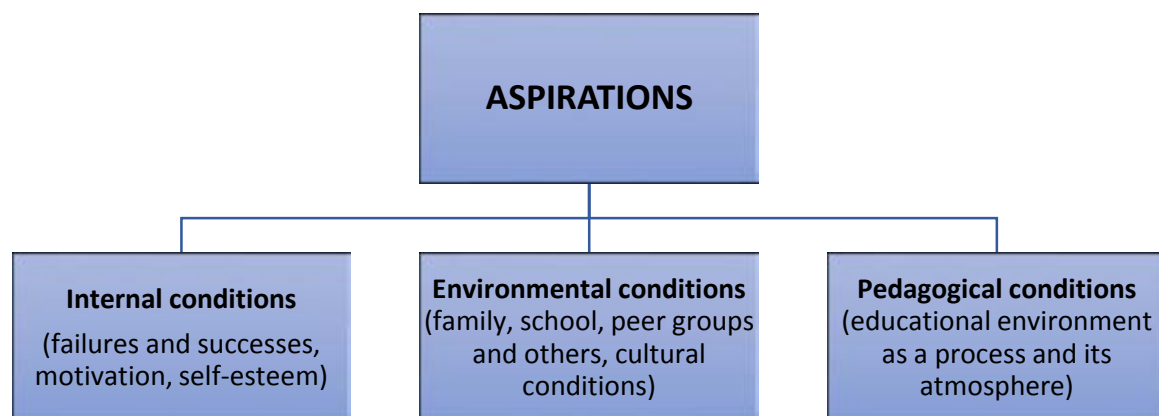 ASPIRATIONS
Internal conditions
(failures and successes,
motivation, self-esteem)
Environmental conditions
(family, school, peer groups
and others, cultural
conditions)
Pedagogical conditions
(educational environment
as a process and its
atmosphere)